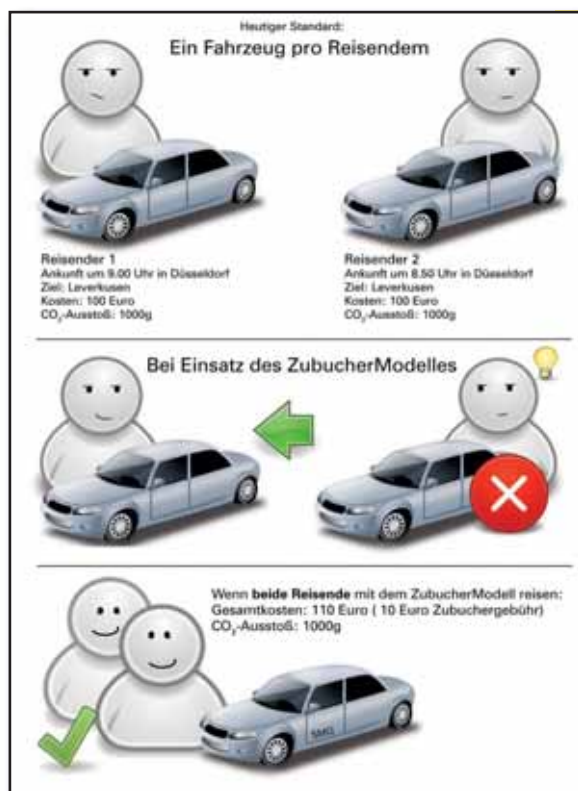 Heutiger Standard:
Ein Fahrzeug pro Reisendem
Reisender 1
Ankunft um 9.00 Uhr in Düsseldorf
Ziel: Leverkusen
Kosten: 100 Euro
CO₂-Ausstoß: 1000g
Reisender 2
Ankunft um 8.50 Uhr in Düsseldorf
Ziel: Leverkusen
Kosten: 100 Euro
CO₂-Ausstoß: 1000g
Bei Einsatz des ZubucherModelles
Wenn beide Reisende mit dem ZubucherModell reisen:
Gesamtkosten: 110 Euro ( 10 Euro Zubuchergebühr)
CO₂-Ausstoß: 1000g